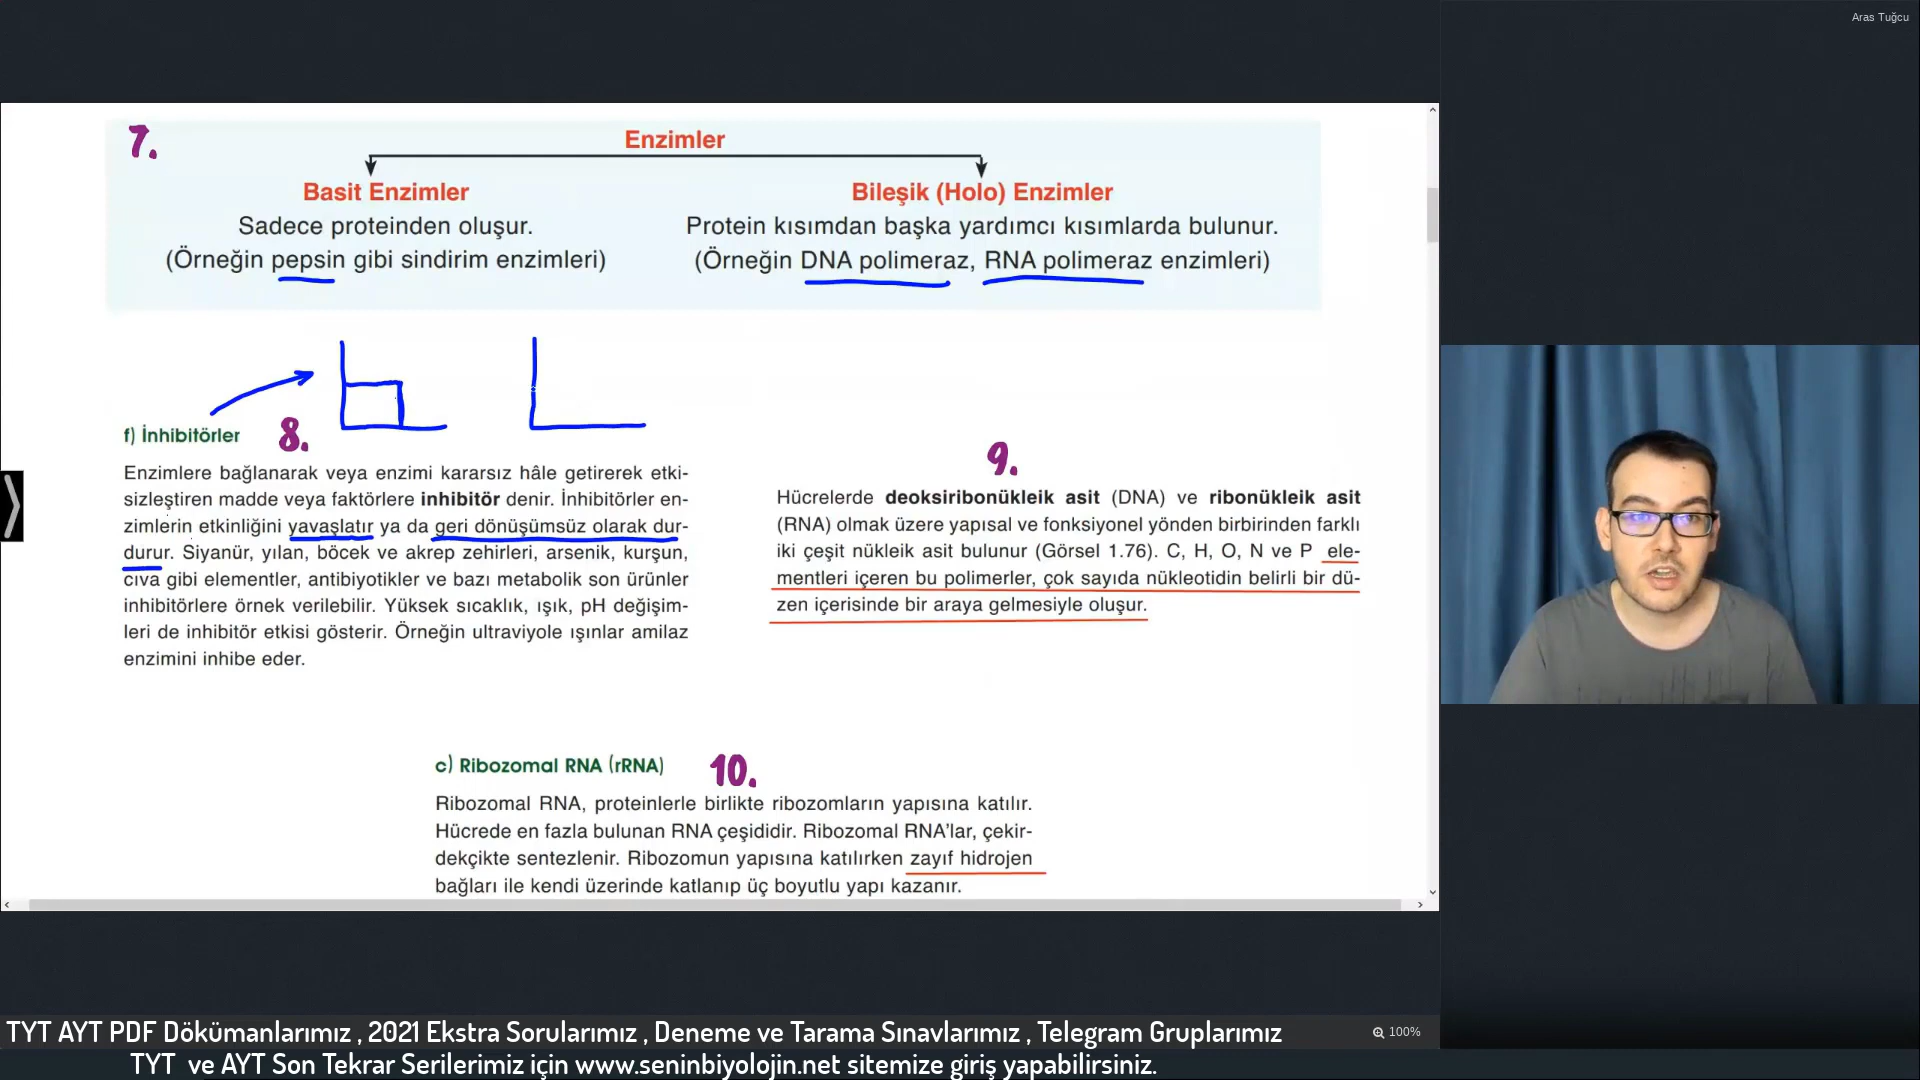 Aras Tuğcu
7.
Enzimler
Basit Enzimler
Sadece proteinden oluşur.
(Örneğin pepsin gibi sindirim enzimleri)
Bileşik (Holo) Enzimler
Protein kısımdan başka yardımcı kısımlarda bulunur.
(Örneğin DNA polimeraz, RNA polimeraz enzimleri)
f) İnhibitörler
8.
Enzimlere bağlanarak veya enzimi kararsız hâle getirerek etki-
sizleştiren madde veya faktörlere inhibitör denir. İnhibitörler en-
zimlerin etkinliğini yavaşlatır ya da geri dönüşümsüz olarak dur-
durur. Siyanür, yılan, böcek ve akrep zehirleri, arsenik, kurşun,
cıva gibi elementler, antibiyotikler ve bazı metabolik son ürünler
inhibitörlere örnek verilebilir. Yüksek sıcaklık, ışık, pH değişim-
leri de inhibitör etkisi gösterir. Örneğin ultraviyole ışınlar amilaz
enzimini inhibe eder.
9.
Hücrelerde deoksiribonükleik asit (DNA) ve ribonükleik asit
(RNA) olmak üzere yapısal ve fonksiyonel yönden birbirinden farklı
iki çeşit nükleik asit bulunur (Görsel 1.76). C, H, O, N ve P ele-
mentleri içeren bu polimerler, çok sayıda nükleotidin belirli bir dü-
zen içerisinde bir araya gelmesiyle oluşur.
c) Ribozomal RNA (rRNA)
10.
Ribozomal RNA, proteinlerle birlikte ribozomların yapısına katılır.
Hücrede en fazla bulunan RNA çeşididir. Ribozomal RNA'lar, çekir-
dekçikte sentezlenir. Ribozomun yapısına katılırken zayıf hidrojen
bağları ile kendi üzerinde katlanıp üç boyutlu yapı kazanır.
TYT AYT PDF Dökümanlarımız , 2021 Ekstra Sorularımız , Deneme ve Tarama Sınavlarımız , Telegram Gruplarımız
100%
TYT ve AYT Son Tekrar Serilerimiz için www.seninbiyolojin.net sitemize giriş yapabilirsiniz.